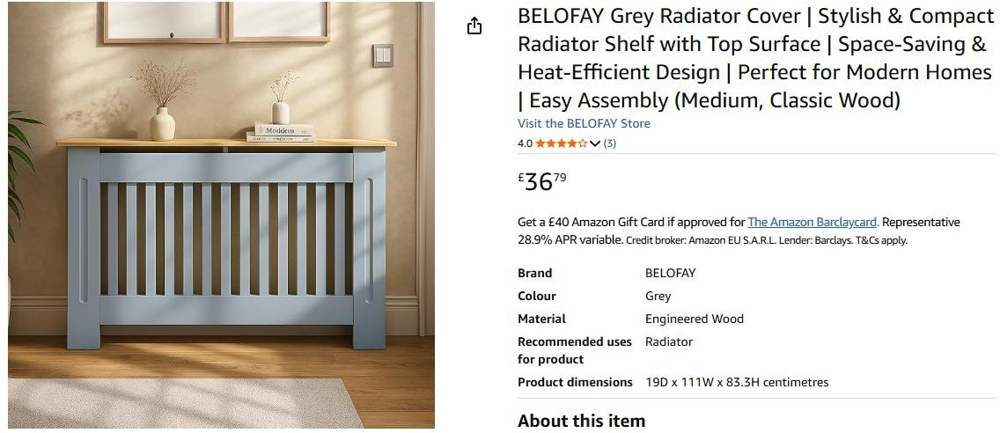 BELOFAY Grey Radiator Cover | Stylish & Compact
Radiator Shelf with Top Surface | Space-Saving &
Heat-Efficient Design | Perfect for Modern Homes
| Easy Assembly (Medium, Classic Wood)
Visit the BELOFAY Store
4.0 (3)
£3679
Get a £40 Amazon Gift Card if approved for The Amazon Barclaycard. Representative
28.9% APR variable. Credit broker: Amazon EU S.A.R.L. Lender: Barclays. T&Cs apply.
Brand BELOFAY
Colour Grey
Material Engineered Wood
Recommended uses Radiator
for product
Product dimensions 19D x 111W x 83.3H centimetres
About this item